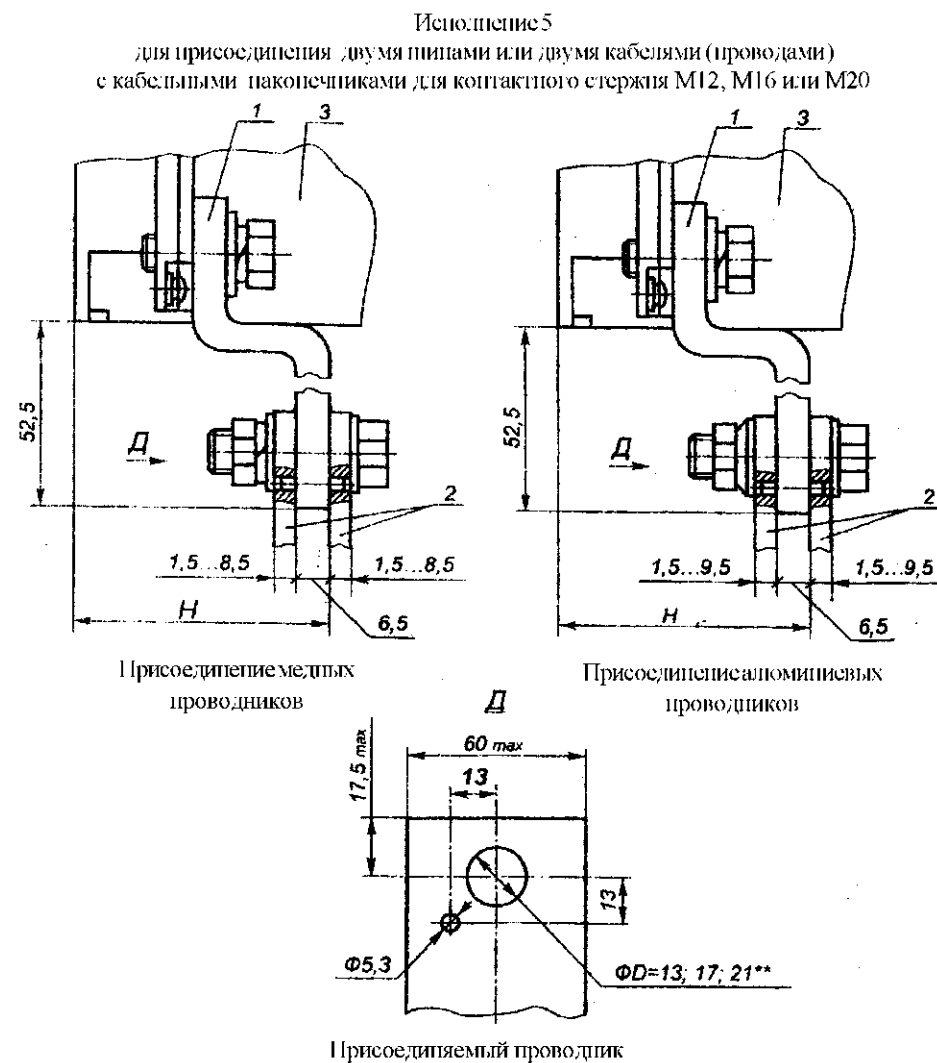 Исполнение 5
для присоединения двумя шинами или двумя кабелями (проводами)
с кабельными наконечниками для контактного стержня М12, М16 или М20
1 3
1 3
52,5
Д
2
1,5...8,5 1,5...8,5
H
6,5
52,5
Д
2
1,5...9,5 1,5...9,5
H
6,5
Присоединение медных
проводников
Присоединение алюминиевых
проводников
Д
60 max
17,5 max
13
13
Ф5,3
ФD=13; 17; 21**
Присоединяемый проводник